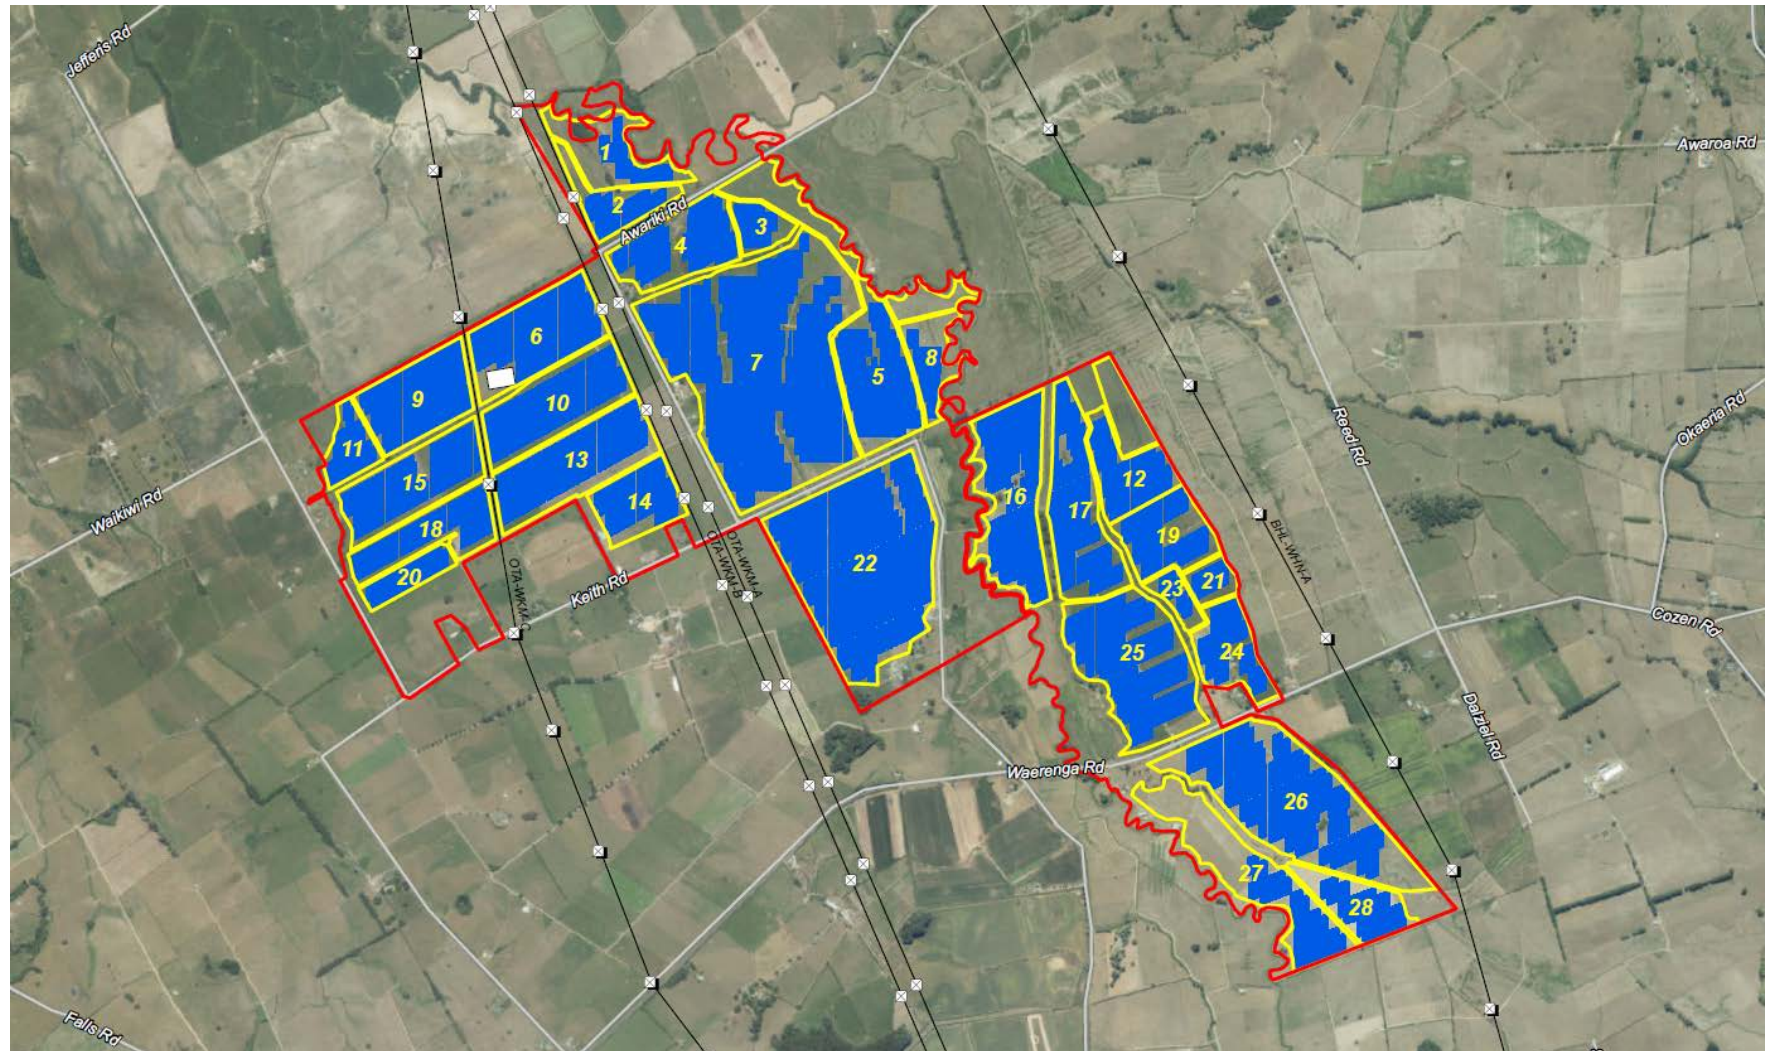 Jefferis Rd
Awaroa Rd
1
2
Awariki Rd
3
4
6
7
5
8
9
10
11
Reed Rd
Okaeria Rd
15
13
12
14
16
17
Waikiwi Rd
18
19
BHL-WHN-A
OTA-WKM-A
OTA-WKM-B
OTA-WKM-C
20
Keith Rd
22
23
21
Cozen Rd
25
24
Dalziel Rd
Waerenga Rd
26
27
28
Falls Rd